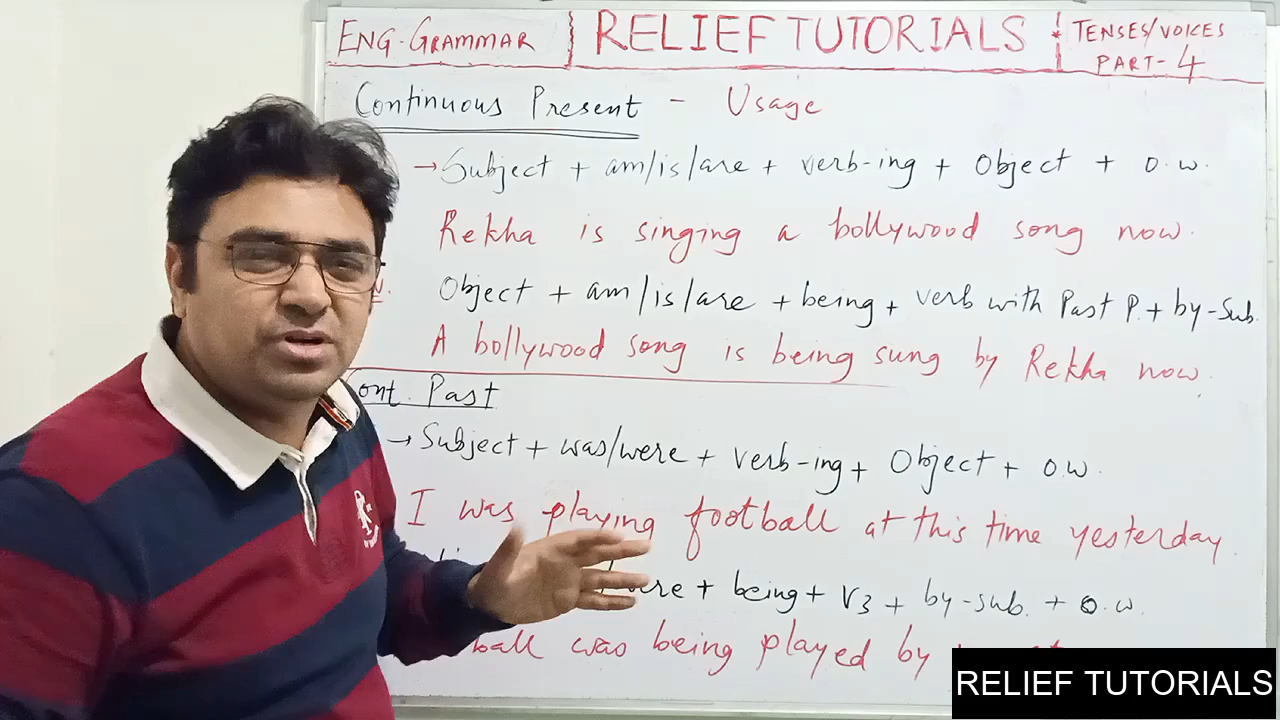 ENG. GRAMMAR
RELIEF TUTORIALS
TENSES/VOICES
PART-4
Continuous Present - Usage
→ Subject + am/is/are + verb-ing + Object + O.W.
Rekha is singing a bollywood song now.
Object + am/is/are + being + verb with Past P. + by-Sub.
A bollywood song is being sung by Rekha now.
ont. Past
→ Subject + was/were + verb-ing + Object + O.W.
I was playing football at this time yesterday.
ere + being + V3 + by-sub. + O.W.
ball was being played by
RELIEF TUTORIALS